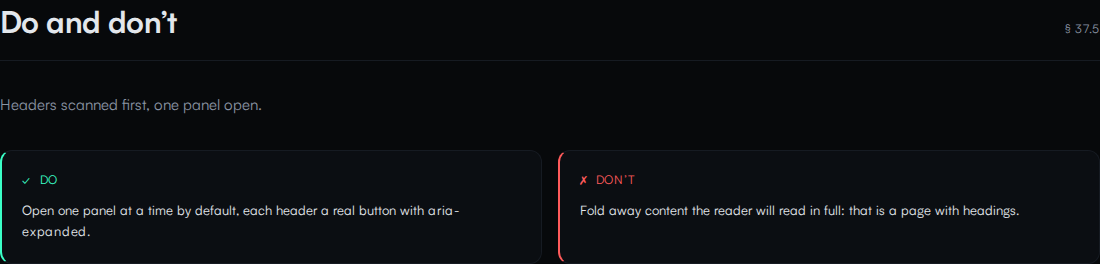 Do and don’t
§ 37.5
Headers scanned first, one panel open.
✓ DO
Open one panel at a time by default, each header a real button with aria-
expanded.
✗ DON’T
Fold away content the reader will read in full: that is a page with headings.